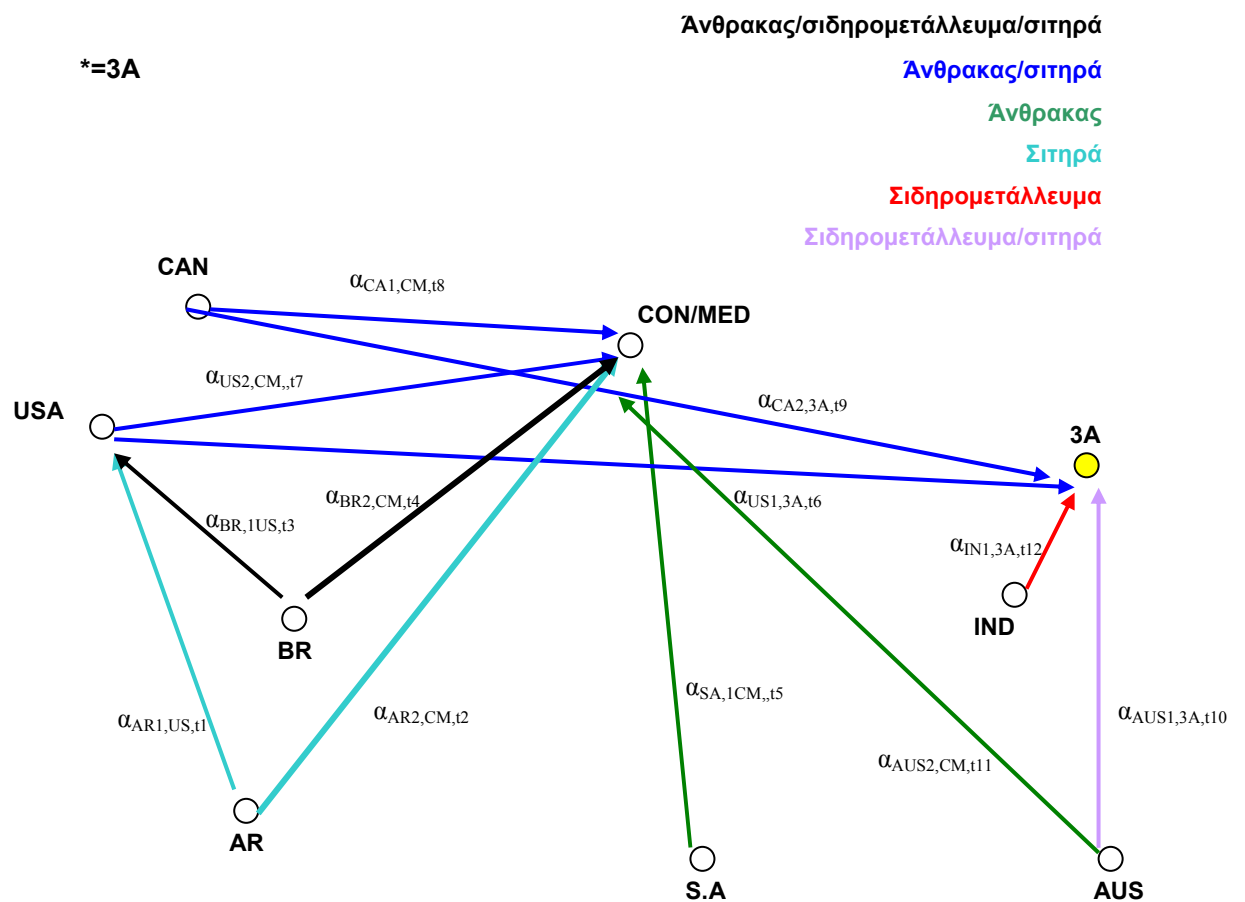 Άνθρακας/σιδηρομετάλλευμα/σιτηρά
*=3Α
Άνθρακας/σιτηρά
Άνθρακας
Σιτηρά
Σιδηρομετάλλευμα
Σιδηρομετάλλευμα/σιτηρά
CAN
αCA1,CM,t8
CON/MED
αUS2,CM,,t7
αCA2,3A,t9
USA
3A
αBR2,CM,t4
αUS1,3A,t6
αBR,1US,t3
αIN1,3A,t12
IND
BR
αSA,1CM,,t5
αAR1,US,t1
αAR2,CM,t2
αAUS1,3A,t10
αAUS2,CM,t11
AR
S.A
AUS